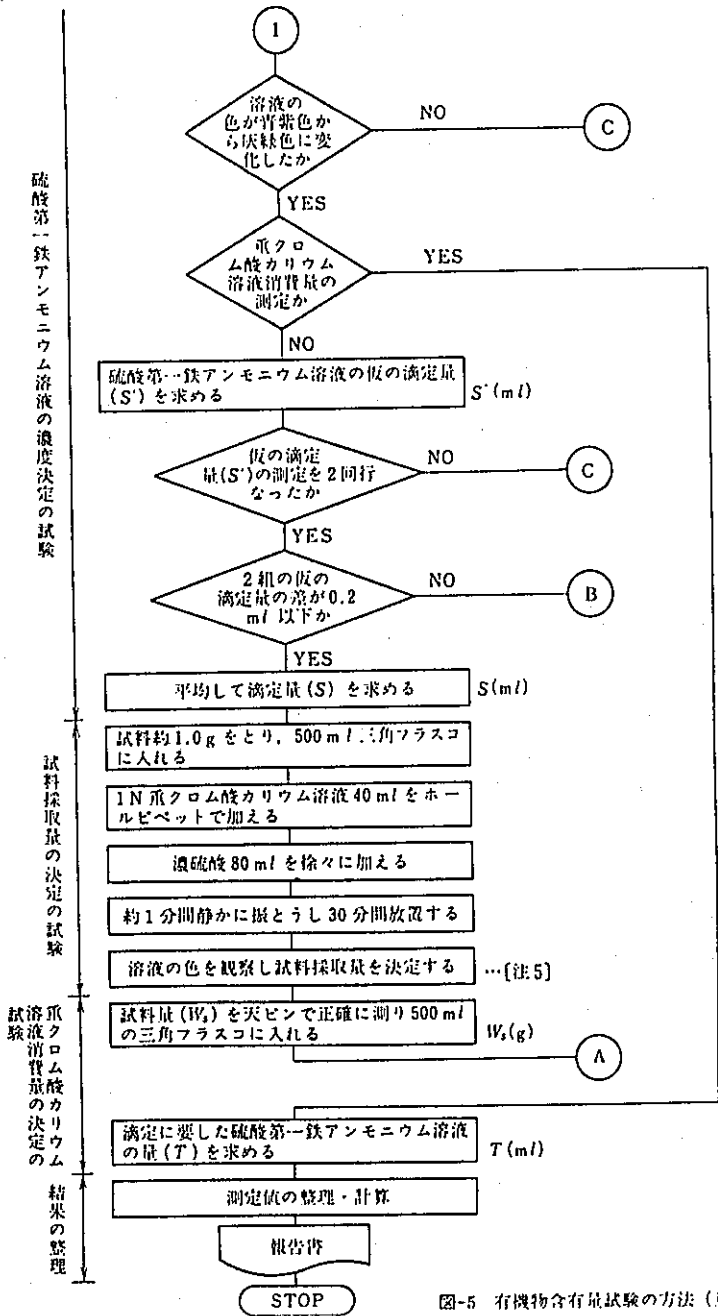 1
溶液の
色が青紫色か
ら灰緑色に変
化したか
NO
C
YES
重クロ
ム酸カリウム
溶液消費量の
測定か
YES
NO
硫酸第一鉄アンモニウム溶液の仮の滴定量
(S')を求める
S'(ml)
仮の滴定
量(S')の測定を2回行
なったか
NO
C
YES
2組の仮の
滴定量の差が0.2
ml以下か
NO
B
YES
平均して滴定量(S)を求める
S(ml)
硫酸第一鉄アンモニウム溶液の濃度決定の試験
試料約1.0gをとり,500ml三角フラスコ
に入れる
1N重クロム酸カリウム溶液40mlをホー
ルピペットで加える
濃硫酸80mlを徐々に加える
約1分間静かに振とうし30分間放置する
溶液の色を観察し試料採取量を決定する
…[注5]
試料採取量の決定の試験
試料量(Ws)を天ビンで正確に測り500ml
の三角フラスコに入れる
Ws(g)
A
滴定に要した硫酸第一鉄アンモニウム溶液
の量(T)を求める
T(ml)
重クロム酸カリウム
溶液消費量の決定の
試験
測定値の整理・計算
報告書
STOP
結果の整理
図-5 有機物含有量試験の方法(